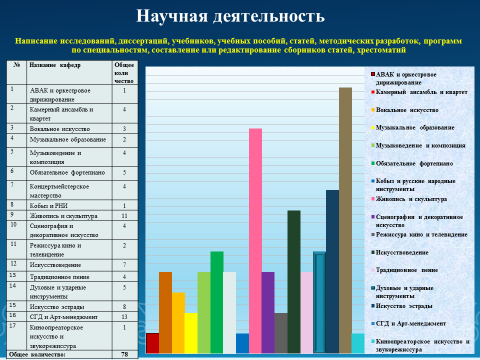 Научная деятельность
Написание исследований, диссертаций, учебников, учебных пособий, статей, методических разработок, программ
по специальностям, составление или редактирование сборников статей, хрестоматий
№ Название кафедр Общее
коли
чество
1 АВАК и оркестровое 1
дирижирование
2 Камерный ансамбль и 4
квартет
3 Вокальное искусство 3
4 Музыкальное образование 2
5 Музыковедение и 4
композиция
6 Обязательное фортепиано 5
7 Концертмейстерское 4
мастерство
8 Кобыз и РНИ 1
9 Живопись и скульптура 11
10 Сценография и 4
декоративное искусство
11 Режиссура кино и 2
телевидение
12 Искусствоведение 7
13 Традиционное пение 4
14 Духовые и ударные 5
инструменты
15 Искусство эстрады 8
16 СГД и Арт-менеджмент 13
17 Кинооператорское 1
искусство и
звукорежиссура
Общее количество: 78
АВАК и оркестровое
дирижирование
Камерный ансамбль и квартет
Вокальное искусство
Музыкальное образование
Музыковедение и композиция
Обязательное фортепиано
Кобыз и русские народные
инструменты
Живопись и скульптура
Сценография и декоративное
искусство
Режиссура кино и телевидение
Искусствоведение
Традиционное пение
Духовые и ударные
инструменты
Искусство эстрады
СГД и Арт-менеджмент
Кинооператорское искусство и
звукорежиссура